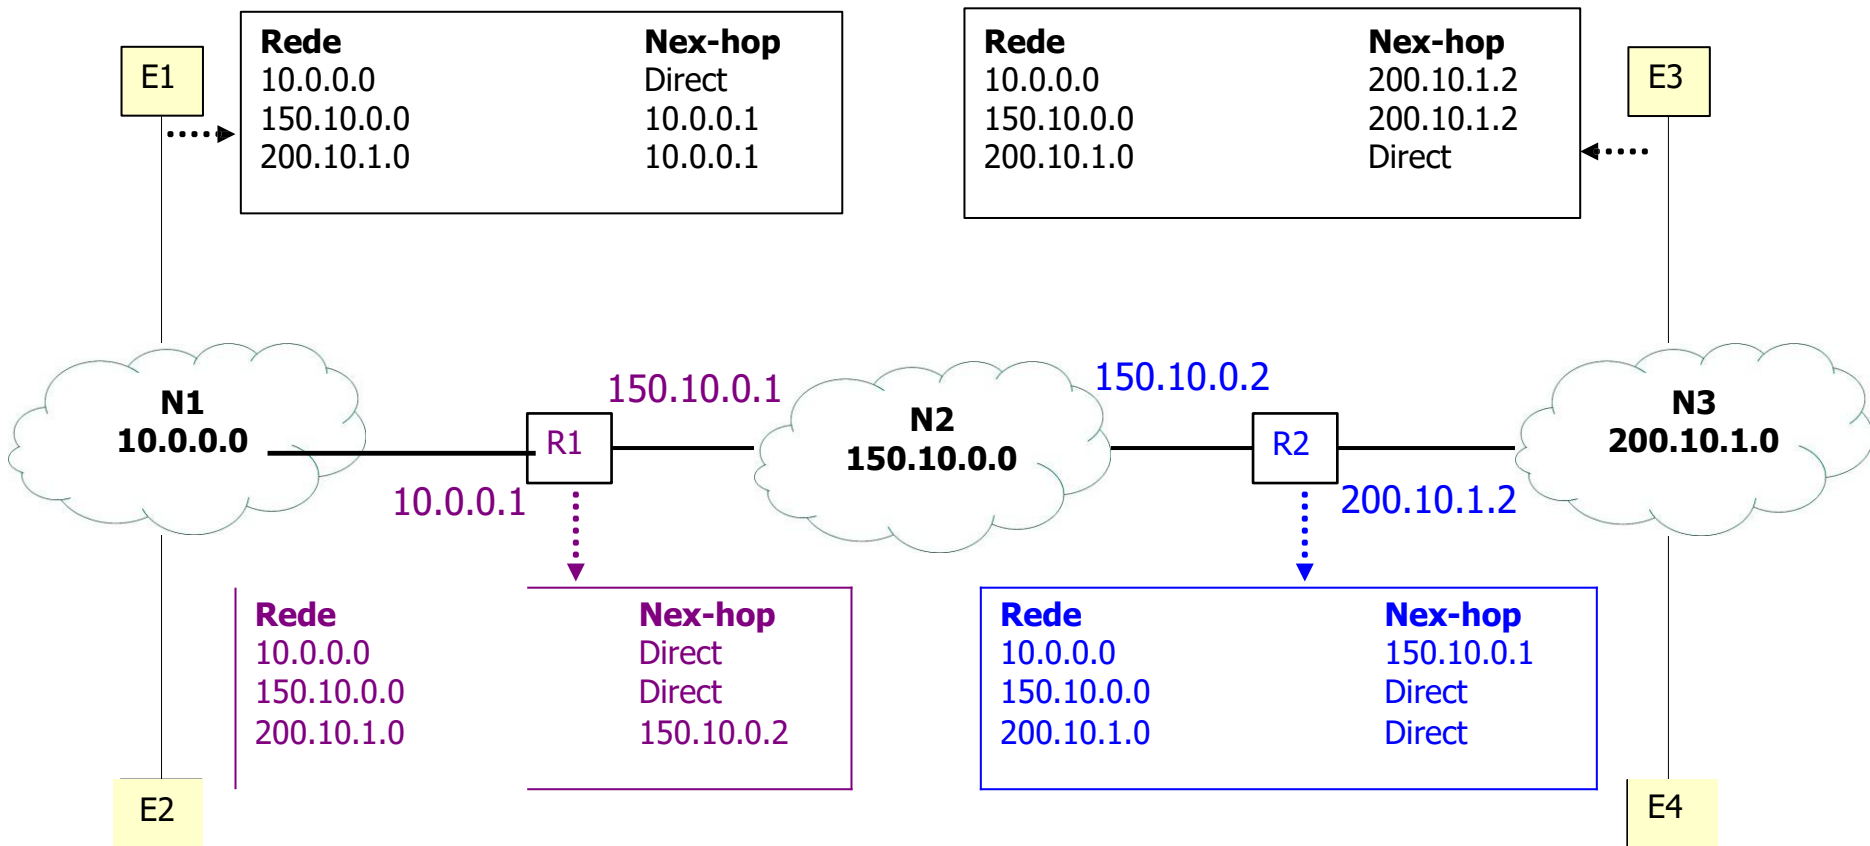 E1
Rede Nex-hop
10.0.0.0 Direct
150.10.0.0 10.0.0.1
200.10.1.0 10.0.0.1
Rede Nex-hop
10.0.0.0 200.10.1.2
150.10.0.0 200.10.1.2
200.10.1.0 Direct
E3
N1
10.0.0.0
10.0.0.1
R1
150.10.0.1
N2
150.10.0.0
150.10.0.2
R2
200.10.1.2
N3
200.10.1.0
Rede Nex-hop
10.0.0.0 Direct
150.10.0.0 Direct
200.10.1.0 150.10.0.2
Rede Nex-hop
10.0.0.0 150.10.0.1
150.10.0.0 Direct
200.10.1.0 Direct
E2
E4